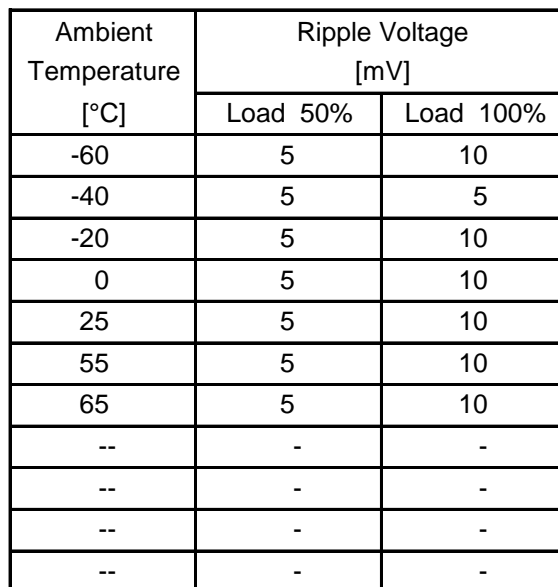 Ambient Temperature [°C] Ripple Voltage [mV]
Load 50% Load 100%
-60 5 10
-40 5 5
-20 5 10
0 5 10
25 5 10
55 5 10
65 5 10
-- - -
-- - -
-- - -
-- - -